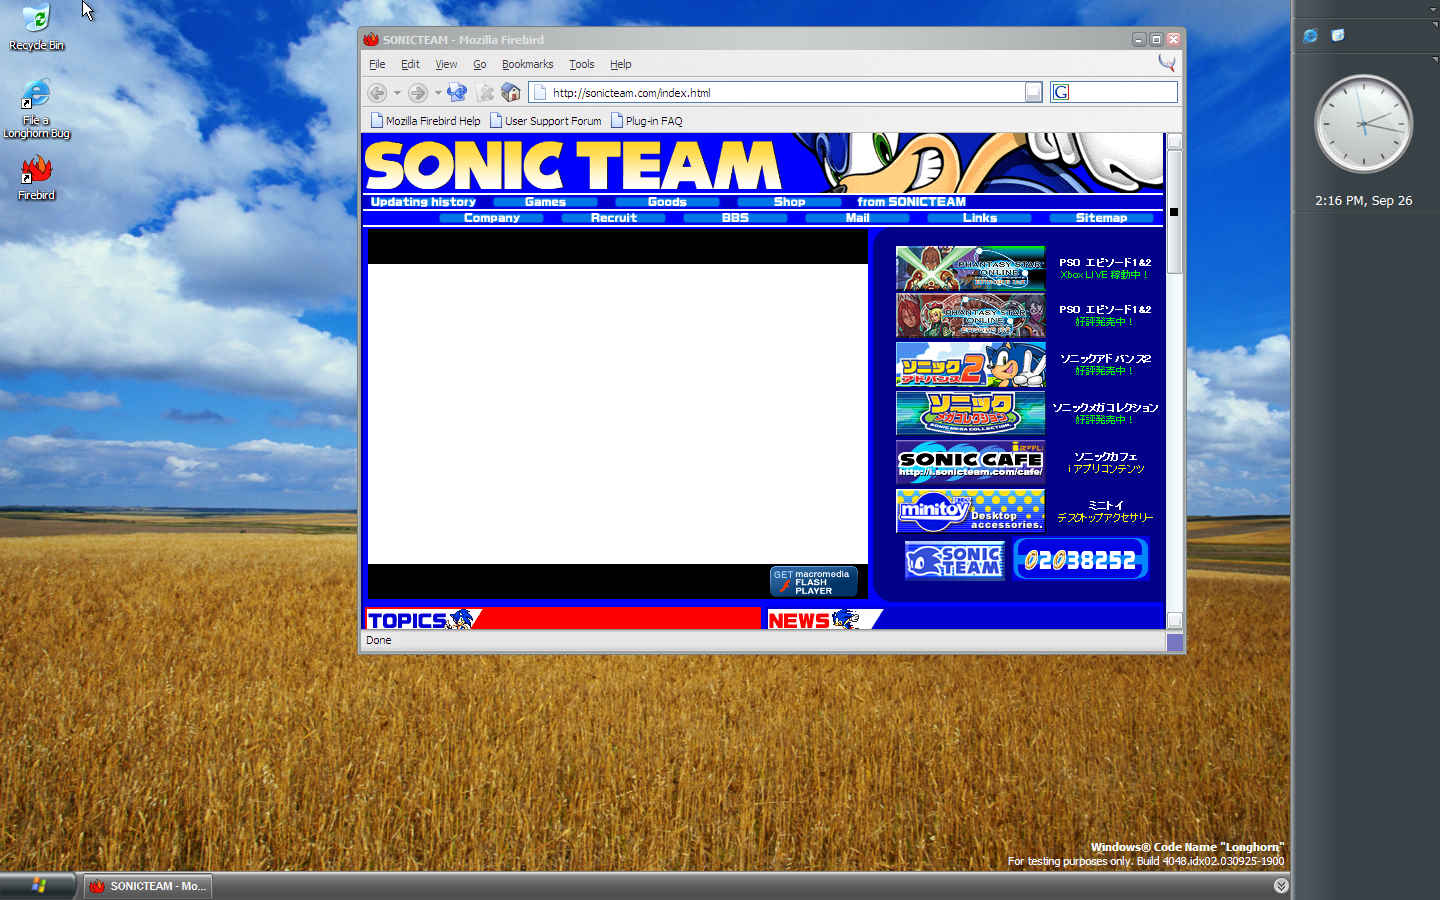 Recycle Bin
File a
Longhorn Bug
Firebird
SONICTEAM - Mozilla Firebird
File Edit View Go Bookmarks Tools Help
http://sonicteam.com/index.html
G
Mozilla Firebird Help User Support Forum Plug-in FAQ
SONIC TEAM
Updating history Games Goods Shop from SONICTEAM
Company Recruit BBS Mail Links Sitemap
PHANTASY STAR
ONLINE
PSO エピソード1&2
Xbox LIVE 稼動中！
PHANTASY STAR
ONLINE
PSO エピソード1&2
好評発売中！
ソニック
アドバンス2
ソニックアドバンス2
好評発売中！
ソニック
メガコレクション
SONIC MEGA COLLECTION
ソニックメガコレクション
好評発売中！
SONIC CAFE
http://i.sonicteam.com/cafe/
ソニックカフェ
iアプリコンテンツ
minitoy
Desktop
accessories.
ミニトイ
デスクトップアクセサリー
SONIC
TEAM
02038252
GET macromedia
FLASH
PLAYER
TOPICS
NEWS
Done
2:16 PM, Sep 26
Windows® Code Name "Longhorn"
For testing purposes only. Build 4048.idx02.030925-1900
SONICTEAM - Mo...